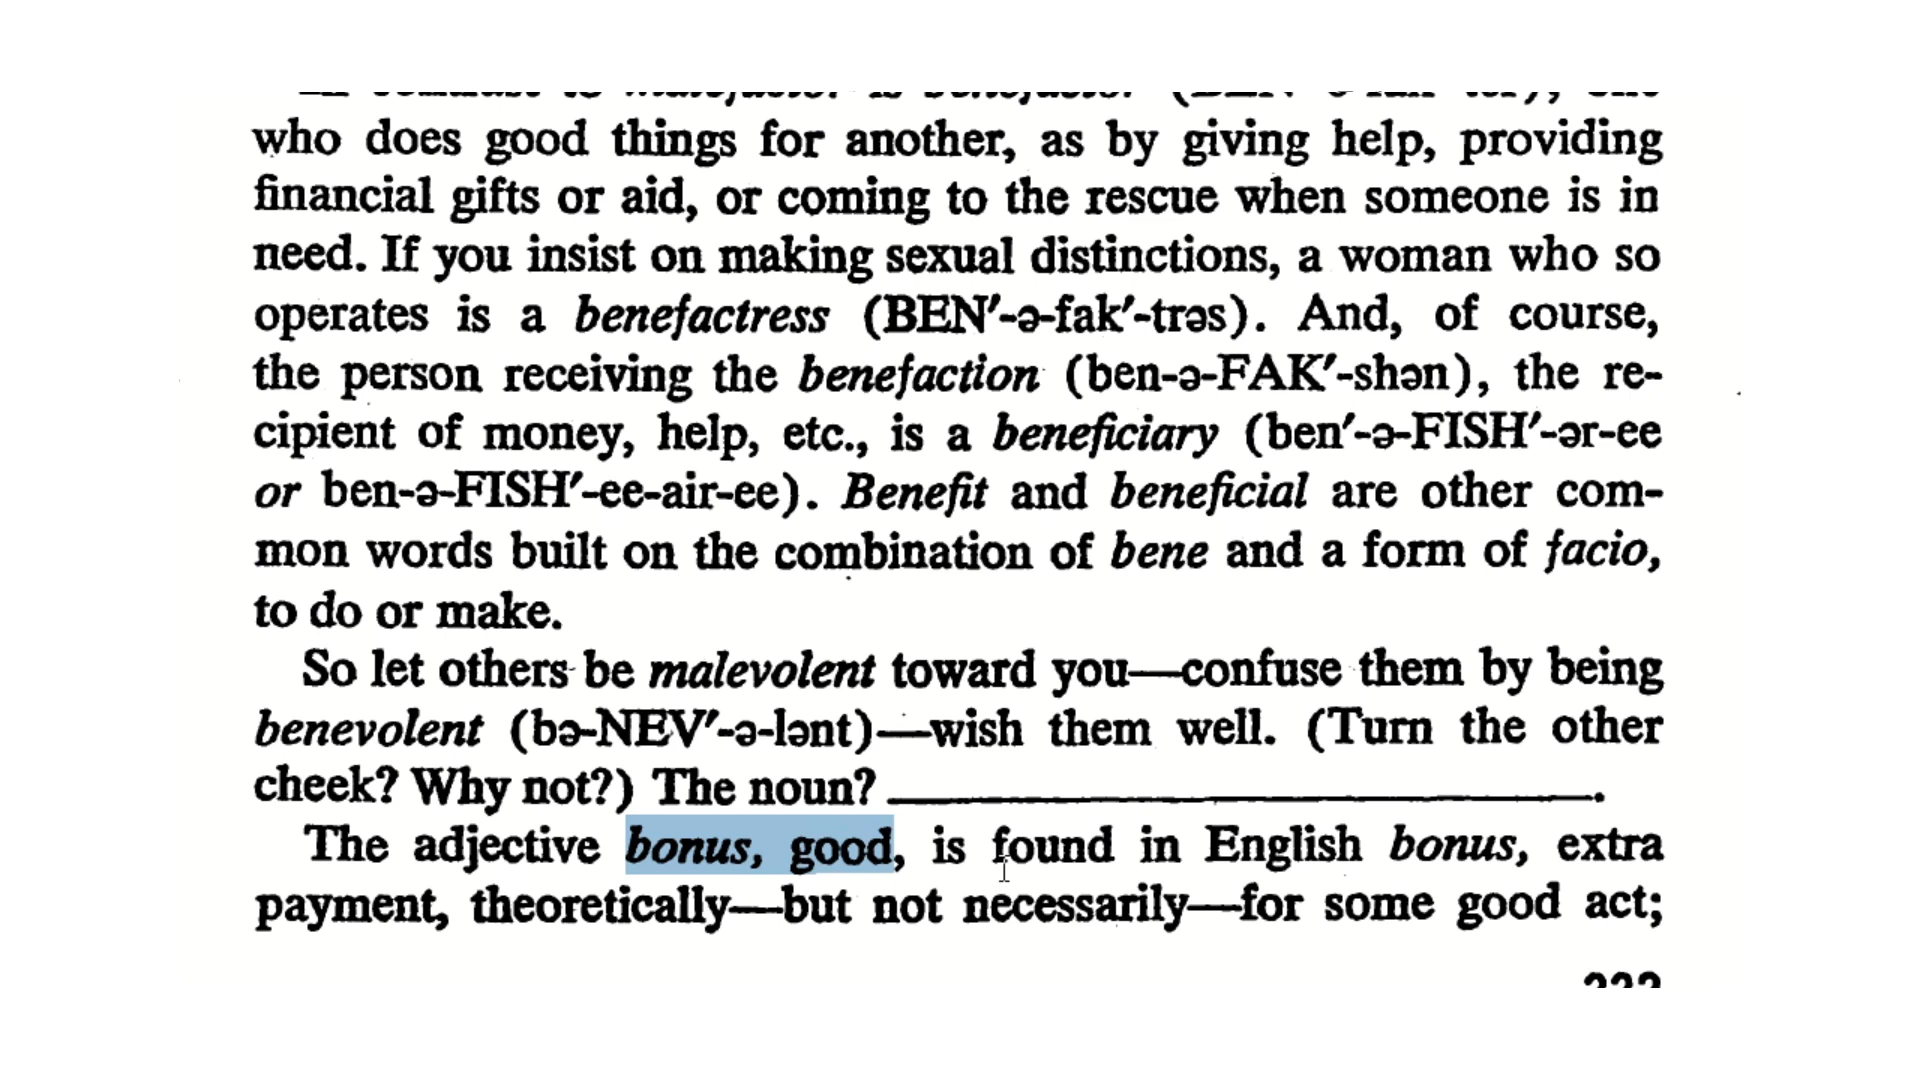 who does good things for another, as by giving help, providing
financial gifts or aid, or coming to the rescue when someone is in
need. If you insist on making sexual distinctions, a woman who so
operates is a benefactress (BEN′-ə-fak′-trəs). And, of course,
the person receiving the benefaction (ben-ə-FAK′-shən), the re-
cipient of money, help, etc., is a beneficiary (ben′-ə-FISH′-ər-ee
or ben-ə-FISH′-ee-air-ee). Benefit and beneficial are other com-
mon words built on the combination of bene and a form of facio,
to do or make.
So let others be malevolent toward you—confuse them by being
benevolent (bə-NEV′-ə-lənt)—wish them well. (Turn the other
cheek? Why not?) The noun? ____________________.
The adjective bonus, good, is found in English bonus, extra
payment, theoretically—but not necessarily—for some good act;